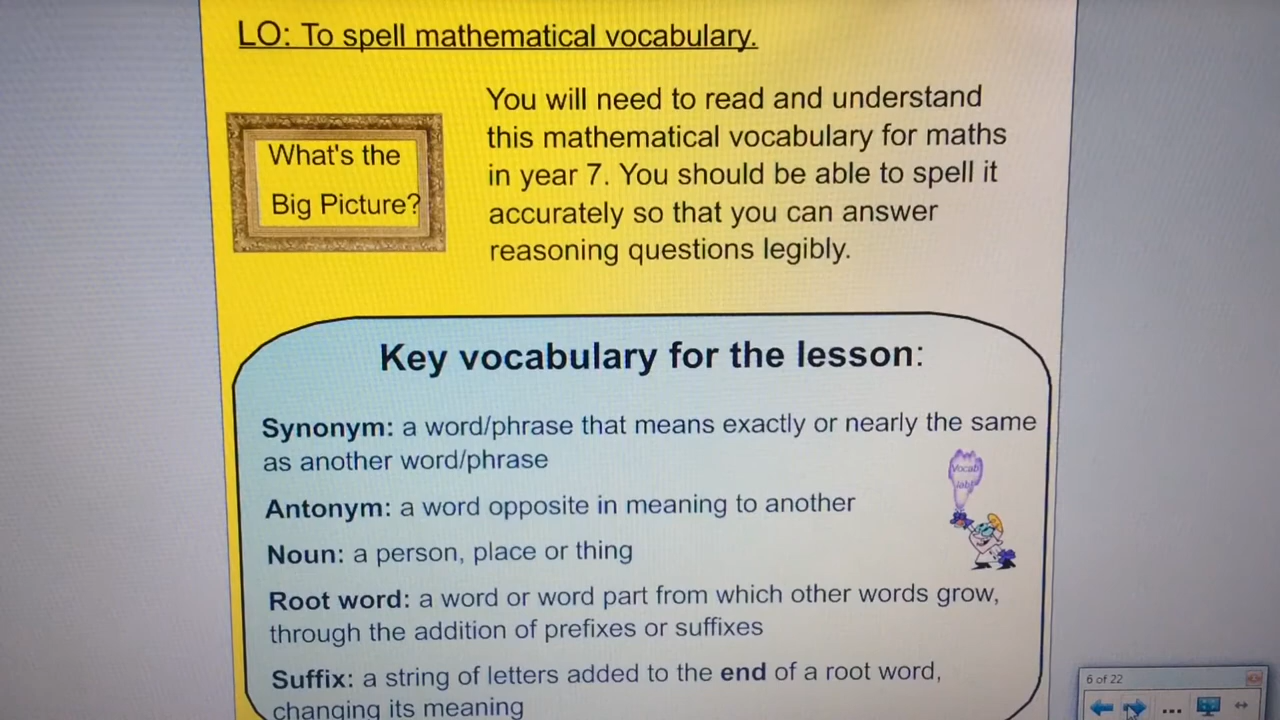 LO: To spell mathematical vocabulary.
What's the
Big Picture?
You will need to read and understand
this mathematical vocabulary for maths
in year 7. You should be able to spell it
accurately so that you can answer
reasoning questions legibly.
Key vocabulary for the lesson:
Synonym: a word/phrase that means exactly or nearly the same
as another word/phrase
Antonym: a word opposite in meaning to another
Vocab
lab!
Noun: a person, place or thing
Root word: a word or word part from which other words grow,
through the addition of prefixes or suffixes
Suffix: a string of letters added to the end of a root word,
changing its meaning
6 of 22